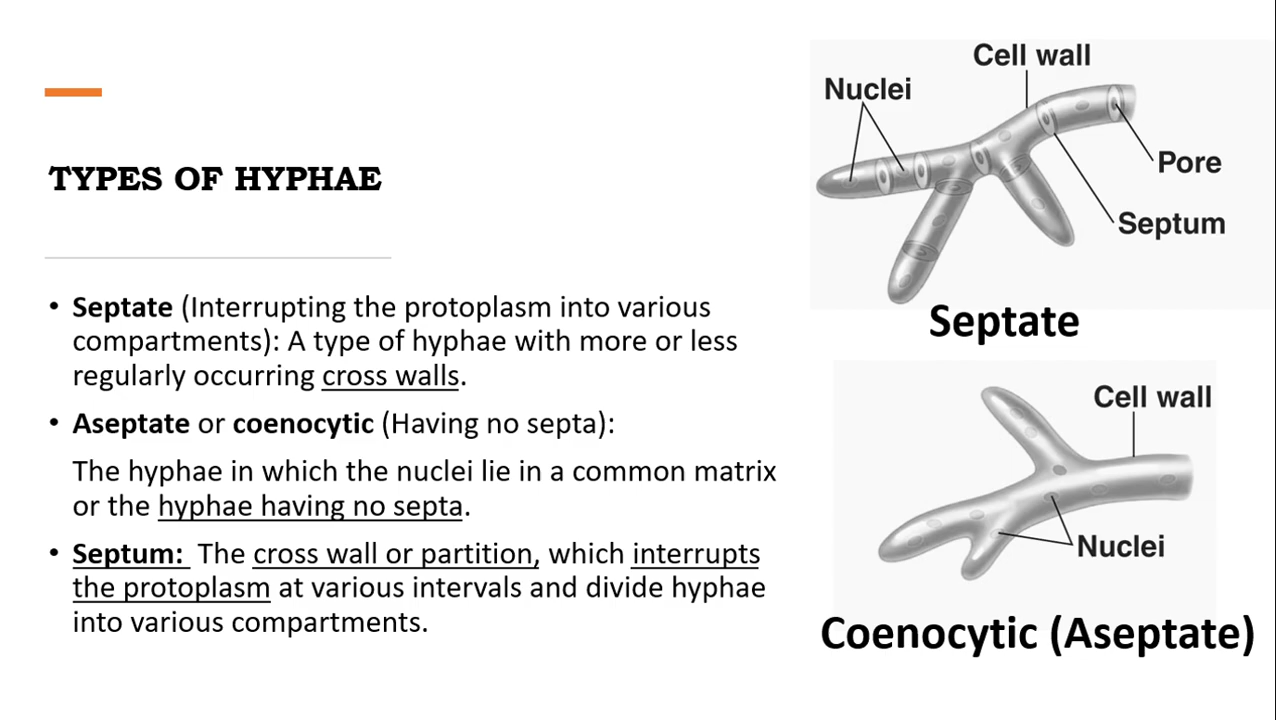 TYPES OF HYPHAE
• Septate (Interrupting the protoplasm into various
compartments): A type of hyphae with more or less
regularly occurring cross walls.
• Aseptate or coenocytic (Having no septa):
The hyphae in which the nuclei lie in a common matrix
or the hyphae having no septa.
• Septum: The cross wall or partition, which interrupts
the protoplasm at various intervals and divide hyphae
into various compartments.
Cell wall
Nuclei
Pore
Septum
Septate
Cell wall
Nuclei
Coenocytic (Aseptate)